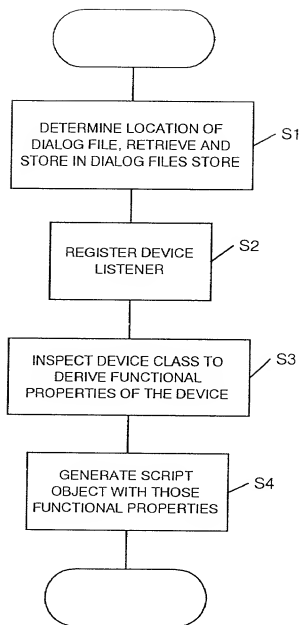 DETERMINE LOCATION OF
DIALOG FILE, RETRIEVE AND
STORE IN DIALOG FILES STORE
S1
REGISTER DEVICE
LISTENER
S2
INSPECT DEVICE CLASS TO
DERIVE FUNCTIONAL
PROPERTIES OF THE DEVICE
S3
GENERATE SCRIPT
OBJECT WITH THOSE
FUNCTIONAL PROPERTIES
S4